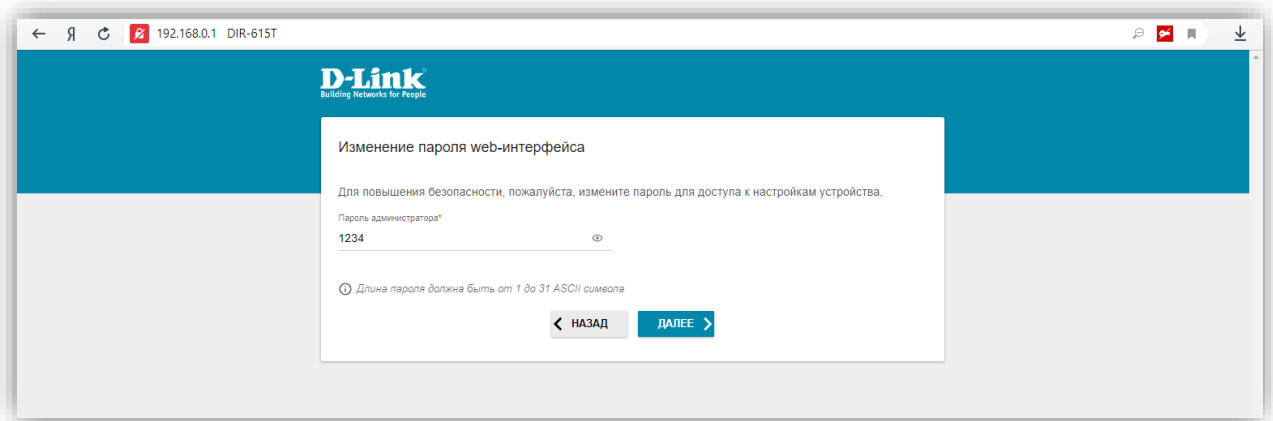 Я 192.168.0.1 DIR-615T
D-Link
Building Networks for People
Изменение пароля web-интерфейса
Для повышения безопасности, пожалуйста, измените пароль для доступа к настройкам устройства.
Пароль администратора*
1234
Длина пароля должна быть от 1 до 31 ASCII символа
НАЗАД ДАЛЕЕ